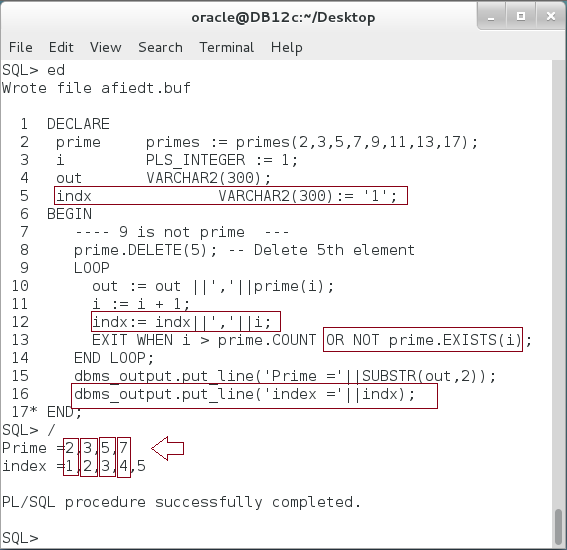 oracle@DB12c:~/Desktop
File Edit View Search Terminal Help
SQL> ed
Wrote file afiedt.buf
1 DECLARE
2 prime primes := primes(2,3,5,7,9,11,13,17);
3 i PLS_INTEGER := 1;
4 out VARCHAR2(300);
5 indx VARCHAR2(300):= '1';
6 BEGIN
7 ---- 9 is not prime ---
8 prime.DELETE(5); -- Delete 5th element
9 LOOP
10 out := out ||','||prime(i);
11 i := i + 1;
12 indx:= indx||','||i;
13 EXIT WHEN i > prime.COUNT OR NOT prime.EXISTS(i);
14 END LOOP;
15 dbms_output.put_line('Prime ='||SUBSTR(out,2));
16 dbms_output.put_line('index ='||indx);
17* END;
SQL> /
Prime =2,3,5,7
index =1,2,3,4,5
PL/SQL procedure successfully completed.
SQL>